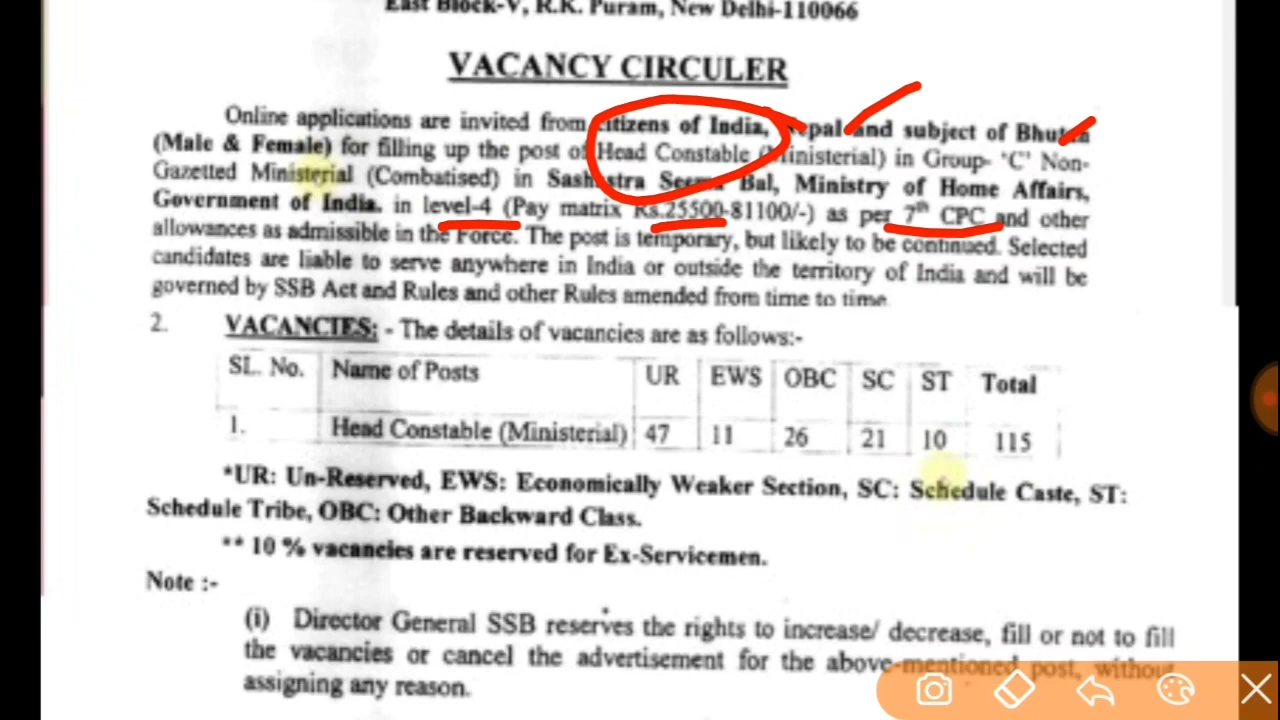 East Block-V, R.K. Puram, New Delhi-110066
VACANCY CIRCULER
Online applications are invited from citizens of India, Nepal and subject of Bhutan
(Male & Female) for filling up the post of Head Constable (Ministerial) in Group- 'C' Non-
Gazetted Ministerial (Combatised) in Sashastra Seema Bal, Ministry of Home Affairs,
Government of India. in level-4 (Pay matrix Rs.25500-81100/-) as per 7th CPC and other
allowances as admissible in the Force. The post is temporary, but likely to be continued. Selected
candidates are liable to serve anywhere in India or outside the territory of India and will be
governed by SSB Act and Rules and other Rules amended from time to time.
2. VACANCIES: - The details of vacancies are as follows:-
SL. No. Name of Posts UR EWS OBC SC ST Total
1. Head Constable (Ministerial) 47 11 26 21 10 115
*UR: Un-Reserved, EWS: Economically Weaker Section, SC: Schedule Caste, ST:
Schedule Tribe, OBC: Other Backward Class.
** 10 % vacancies are reserved for Ex-Servicemen.
Note :-
(i) Director General SSB reserves the rights to increase/ decrease, fill or not to fill
the vacancies or cancel the advertisement for the above-mentioned post, without
assigning any reason.